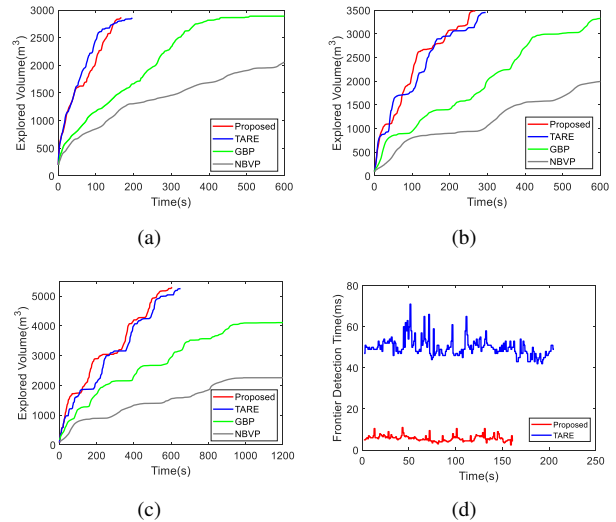 3000
2500
2000
1500
1000
500
0
Explored Volume(m³)
0 100 200 300 400 500 600
Time(s)
Proposed
TARE
GBP
NBVP
(a)
3500
3000
2500
2000
1500
1000
500
0
Explored Volume(m³)
0 100 200 300 400 500 600
Time(s)
Proposed
TARE
GBP
NBVP
(b)
5000
4000
3000
2000
1000
0
Explored Volume(m³)
0 200 400 600 800 1000 1200
Time(s)
Proposed
TARE
GBP
NBVP
(c)
80
60
40
20
0
Frontier Detection Time(ms)
0 50 100 150 200 250
Time(s)
Proposed
TARE
(d)